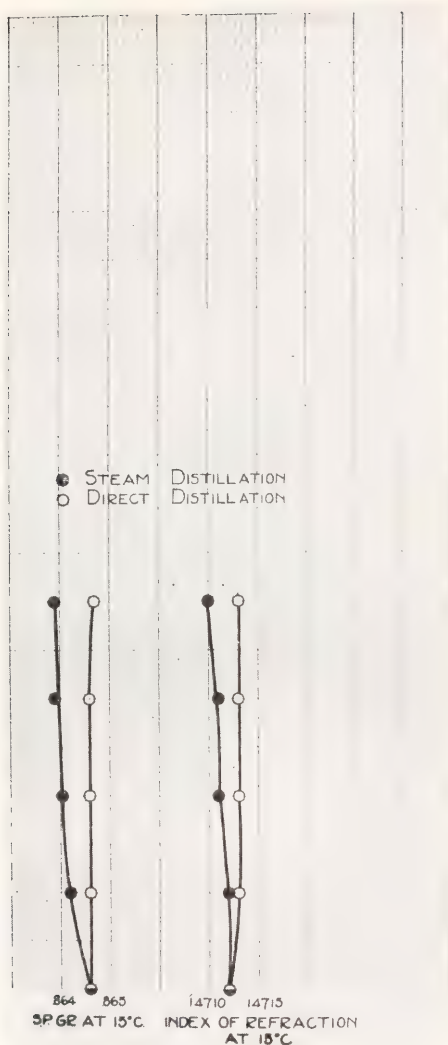 STEAM DISTILLATION
DIRECT DISTILLATION
864 865 14710 14715
SP. GR AT 15°C. INDEX OF REFRACTION
AT 15°C